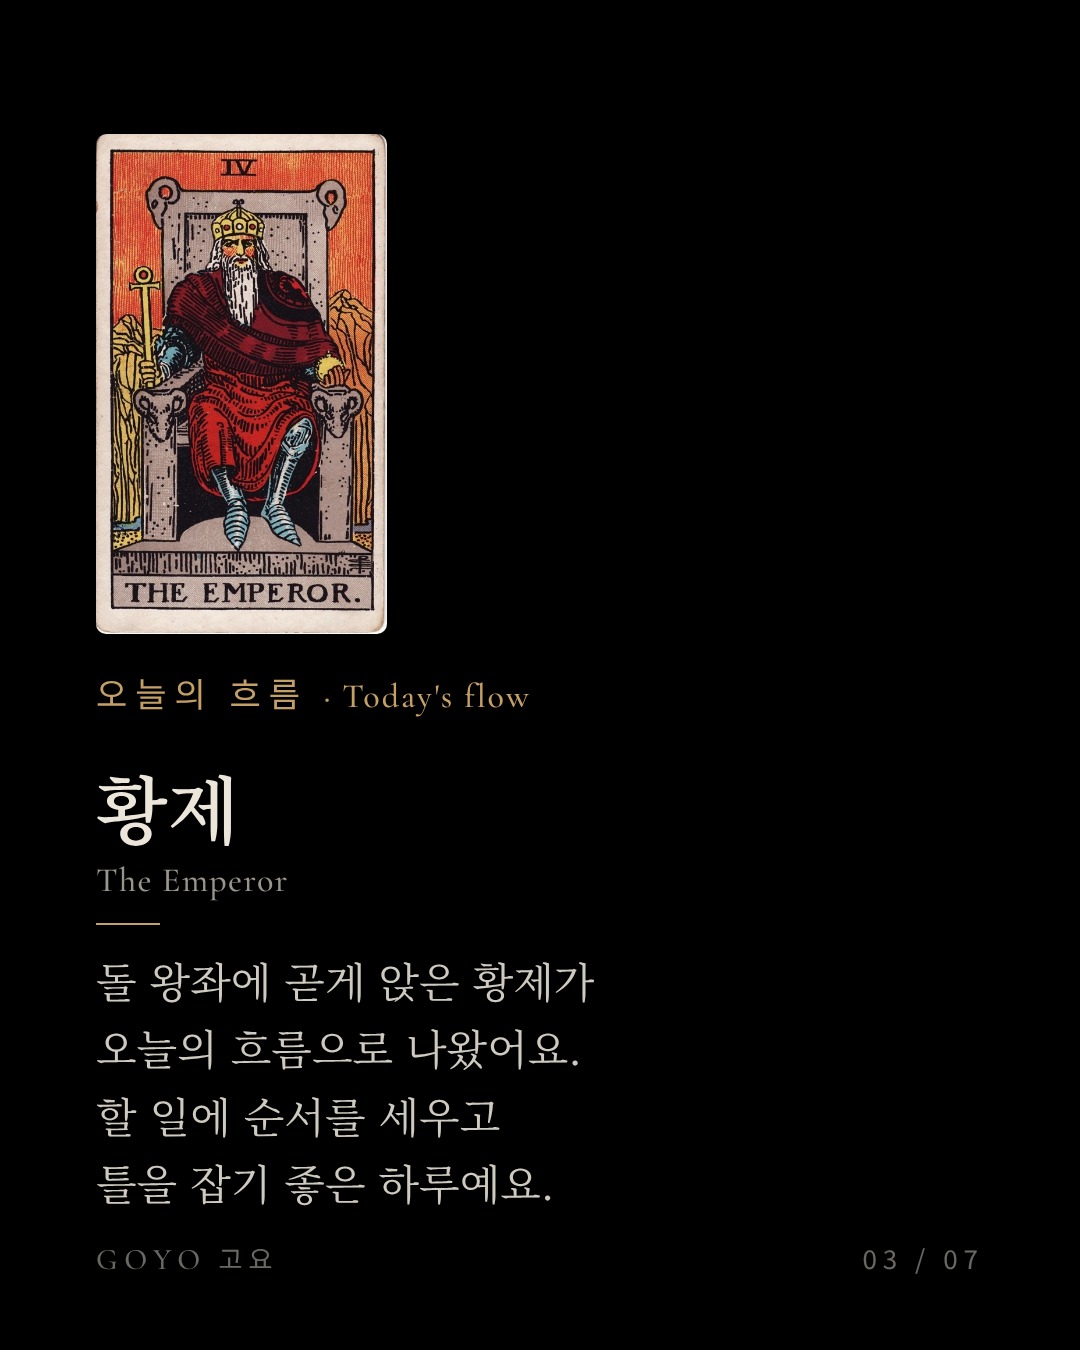 IV
THE EMPEROR.
오늘의 흐름 · Today's flow
황제
The Emperor
돌 왕좌에 곧게 앉은 황제가
오늘의 흐름으로 나왔어요.
할 일에 순서를 세우고
틀을 잡기 좋은 하루예요.
GOYO 고요
03 / 07